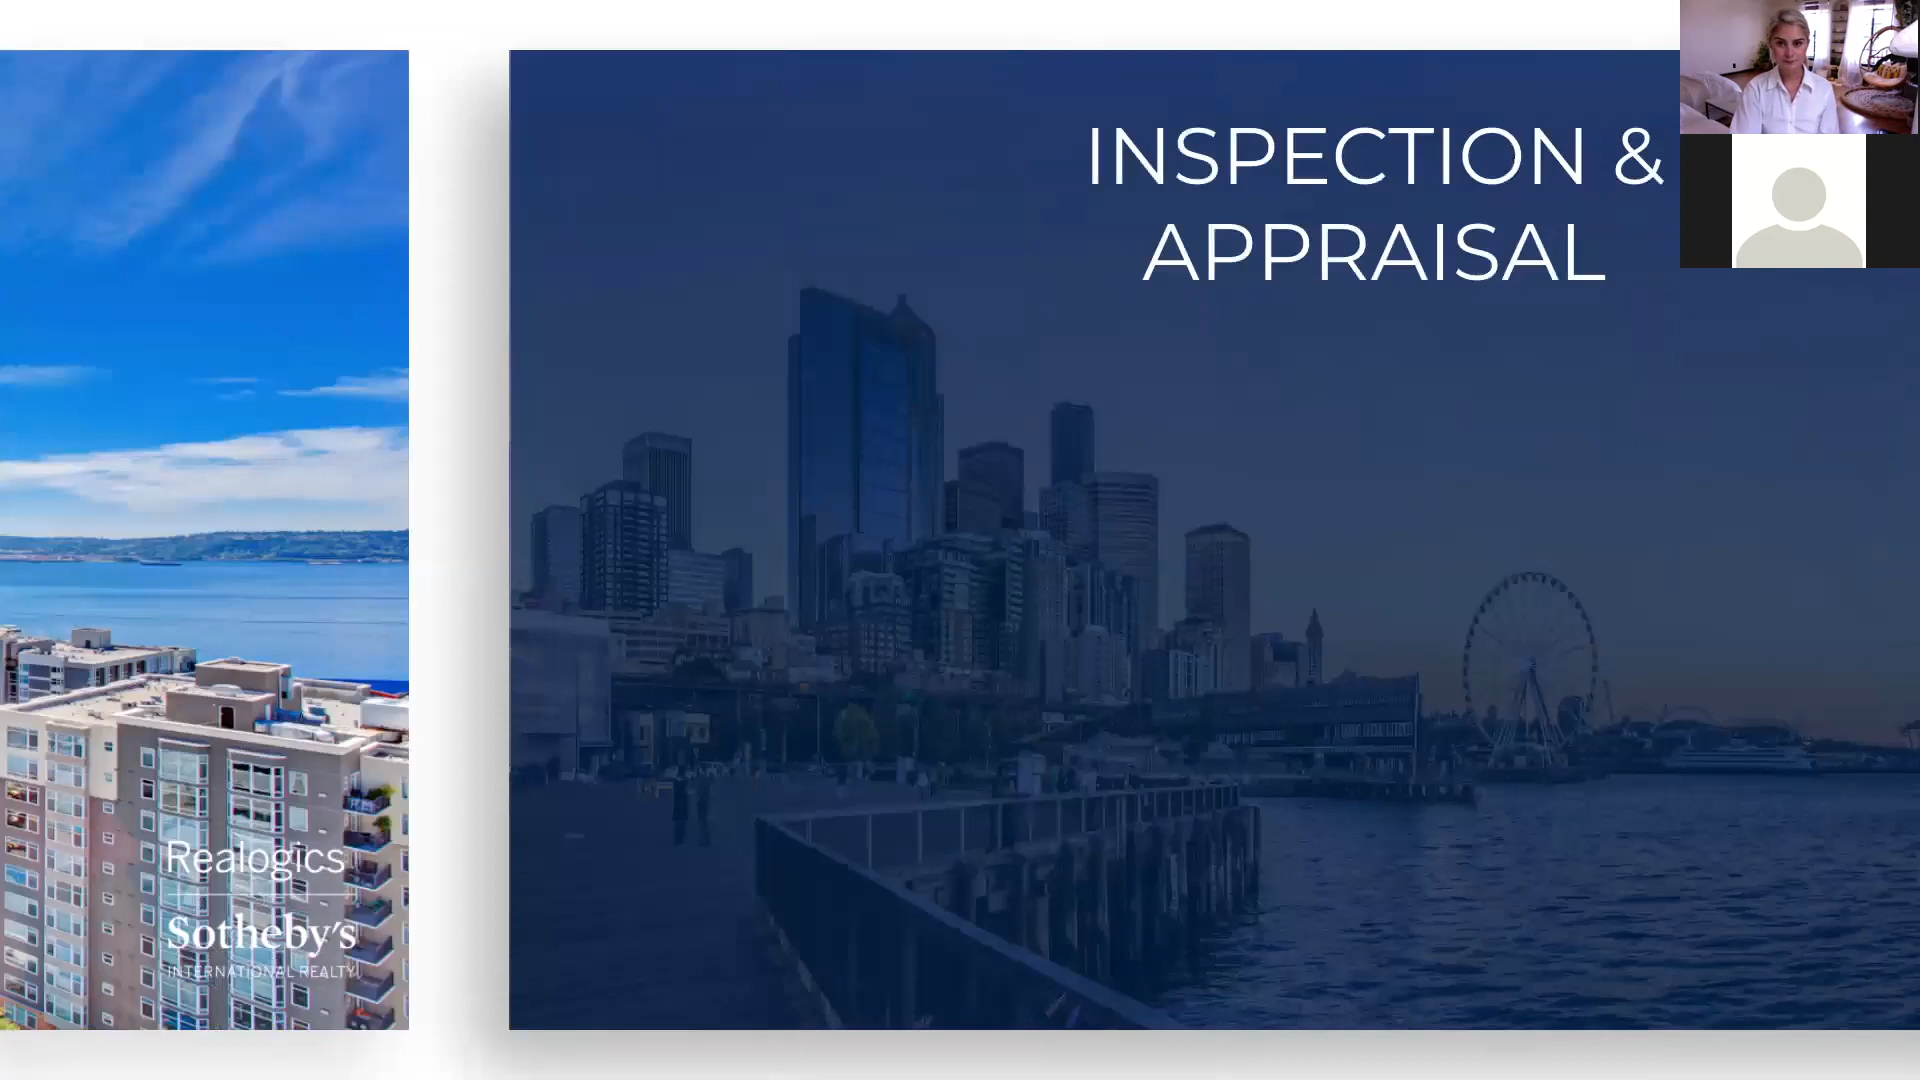 INSPECTION &
APPRAISAL
Realogics
Sotheby's
INTERNATIONAL REALTY